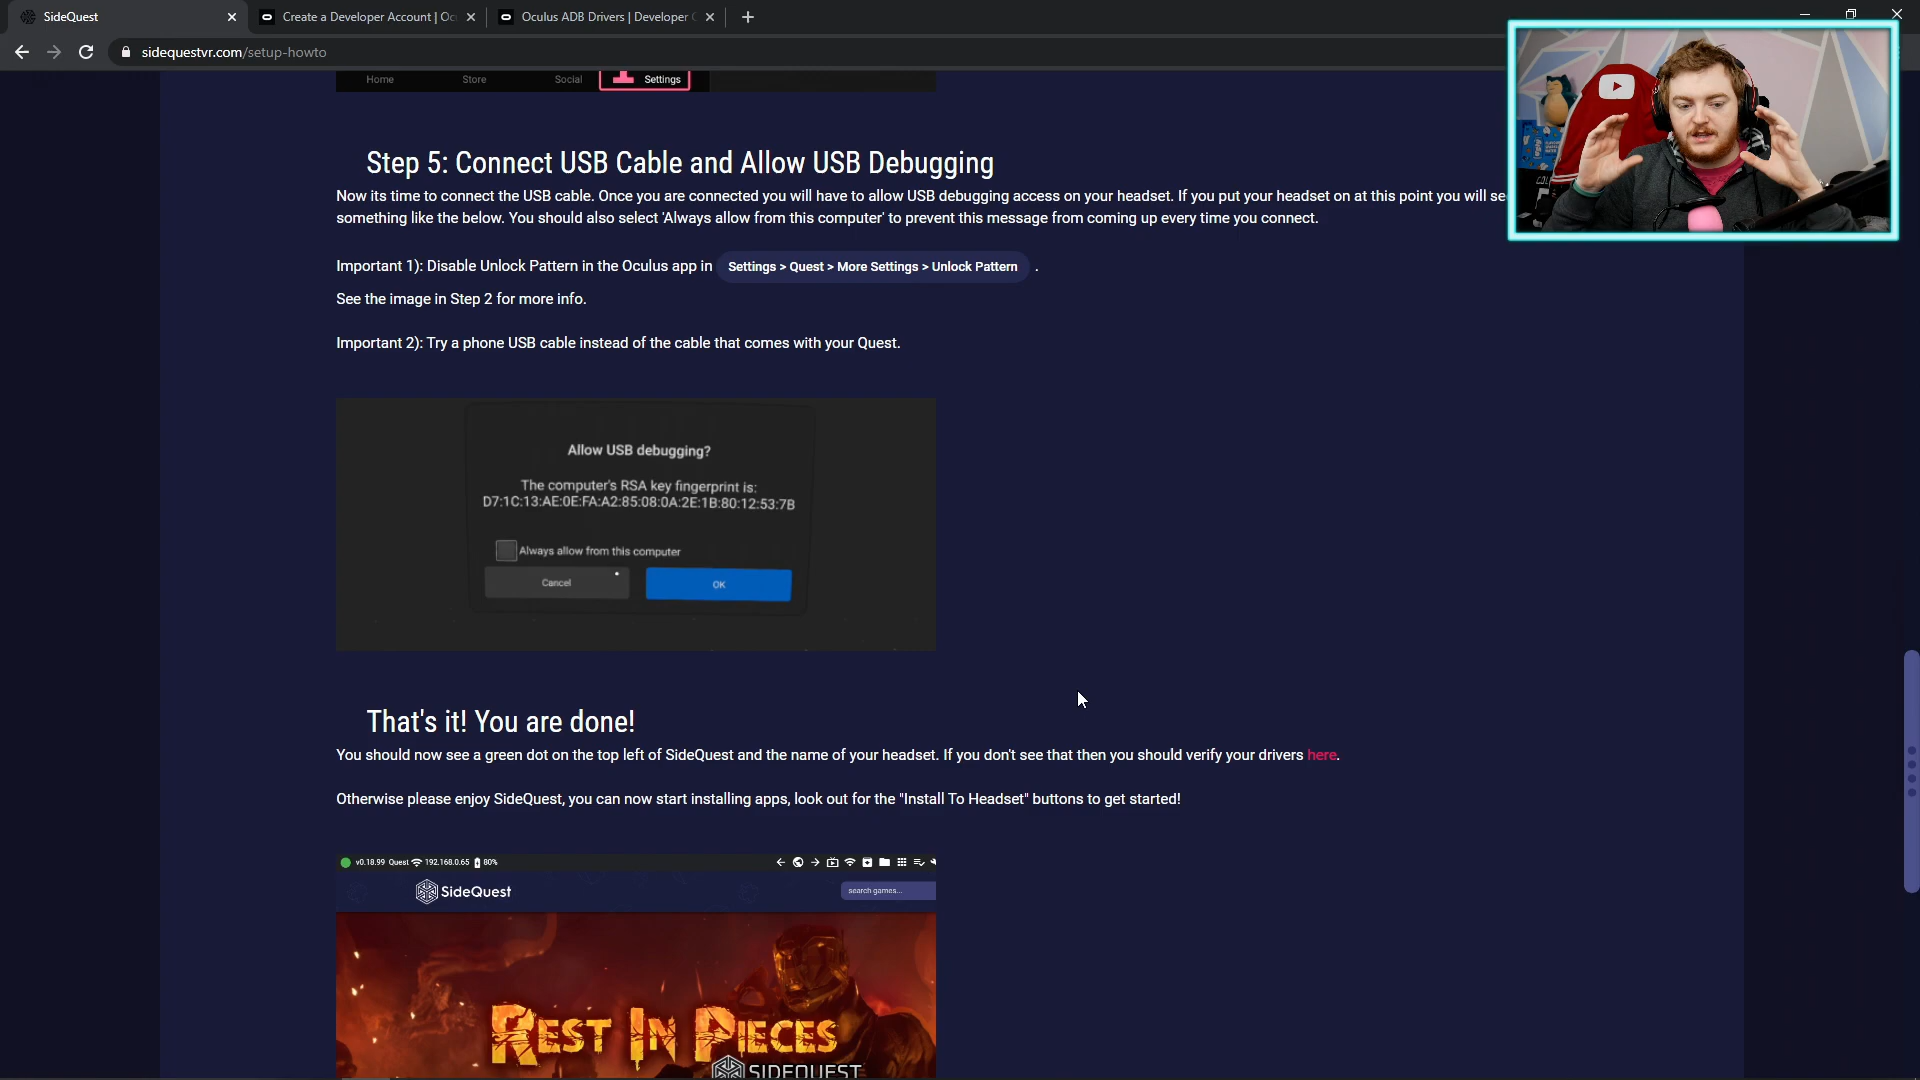 SideQuest
Create a Developer Account | Oc
Oculus ADB Drivers | Developer C
sidequestvr.com/setup-howto
Home Store Social Settings
Step 5: Connect USB Cable and Allow USB Debugging
Now its time to connect the USB cable. Once you are connected you will have to allow USB debugging access on your headset. If you put your headset on at this point you will se
something like the below. You should also select 'Always allow from this computer' to prevent this message from coming up every time you connect.
Important 1): Disable Unlock Pattern in the Oculus app in Settings > Quest > More Settings > Unlock Pattern .
See the image in Step 2 for more info.
Important 2): Try a phone USB cable instead of the cable that comes with your Quest.
Allow USB debugging?
The computer's RSA key fingerprint is:
D7:1C:13:AE:0E:FA:A2:85:08:0A:2E:1B:80:12:53:7B
Always allow from this computer
Cancel OK
That's it! You are done!
You should now see a green dot on the top left of SideQuest and the name of your headset. If you don't see that then you should verify your drivers here.
Otherwise please enjoy SideQuest, you can now start installing apps, look out for the "Install To Headset" buttons to get started!
v0.18.99 Quest 192.168.0.65 80%
SideQuest
search games...
REST IN PIECES
SIDEQUEST